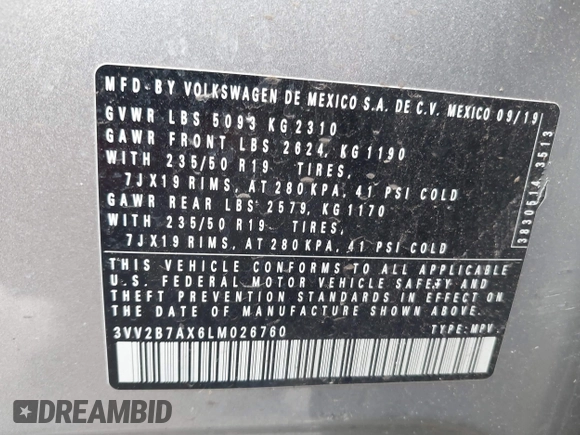 MFD. BY VOLKSWAGEN DE MEXICO S.A. DE C.V. MEXICO 09/19
GVWR LBS 5093 KG 2310
GAWR FRONT LBS 2624, KG 1190
WITH 235/50 R19 TIRES,
7JX19 RIMS, AT 280 KPA, 41 PSI COLD
GAWR REAR LBS 2579, KG 1170
WITH 235/50 R19 TIRES,
7JX19 RIMS, AT 280 KPA, 41 PSI COLD
THIS VEHICLE CONFORMS TO ALL APPLICABLE
U.S. FEDERAL MOTOR VEHICLE SAFETY AND
THEFT PREVENTION STANDARDS IN EFFECT ON
THE DATE OF MANUFACTURE SHOWN ABOVE.
3VV2B7AX6LM026760 TYPE: MPV
3830514 3513
DREAMBID